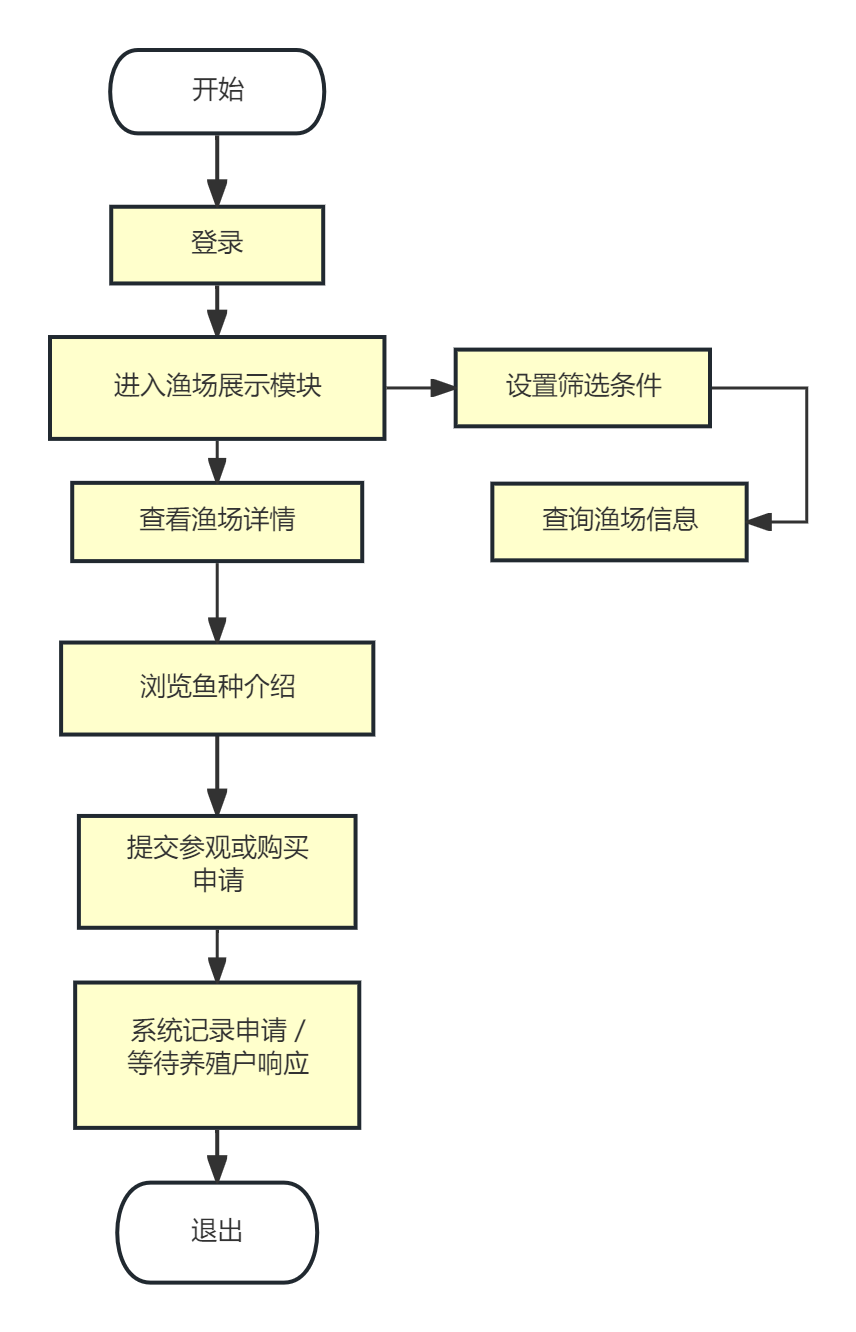 开始
登录
进入渔场展示模块
设置筛选条件
查看渔场详情
查询渔场信息
浏览鱼种介绍
提交参观或购买
申请
系统记录申请 /
等待养殖户响应
退出